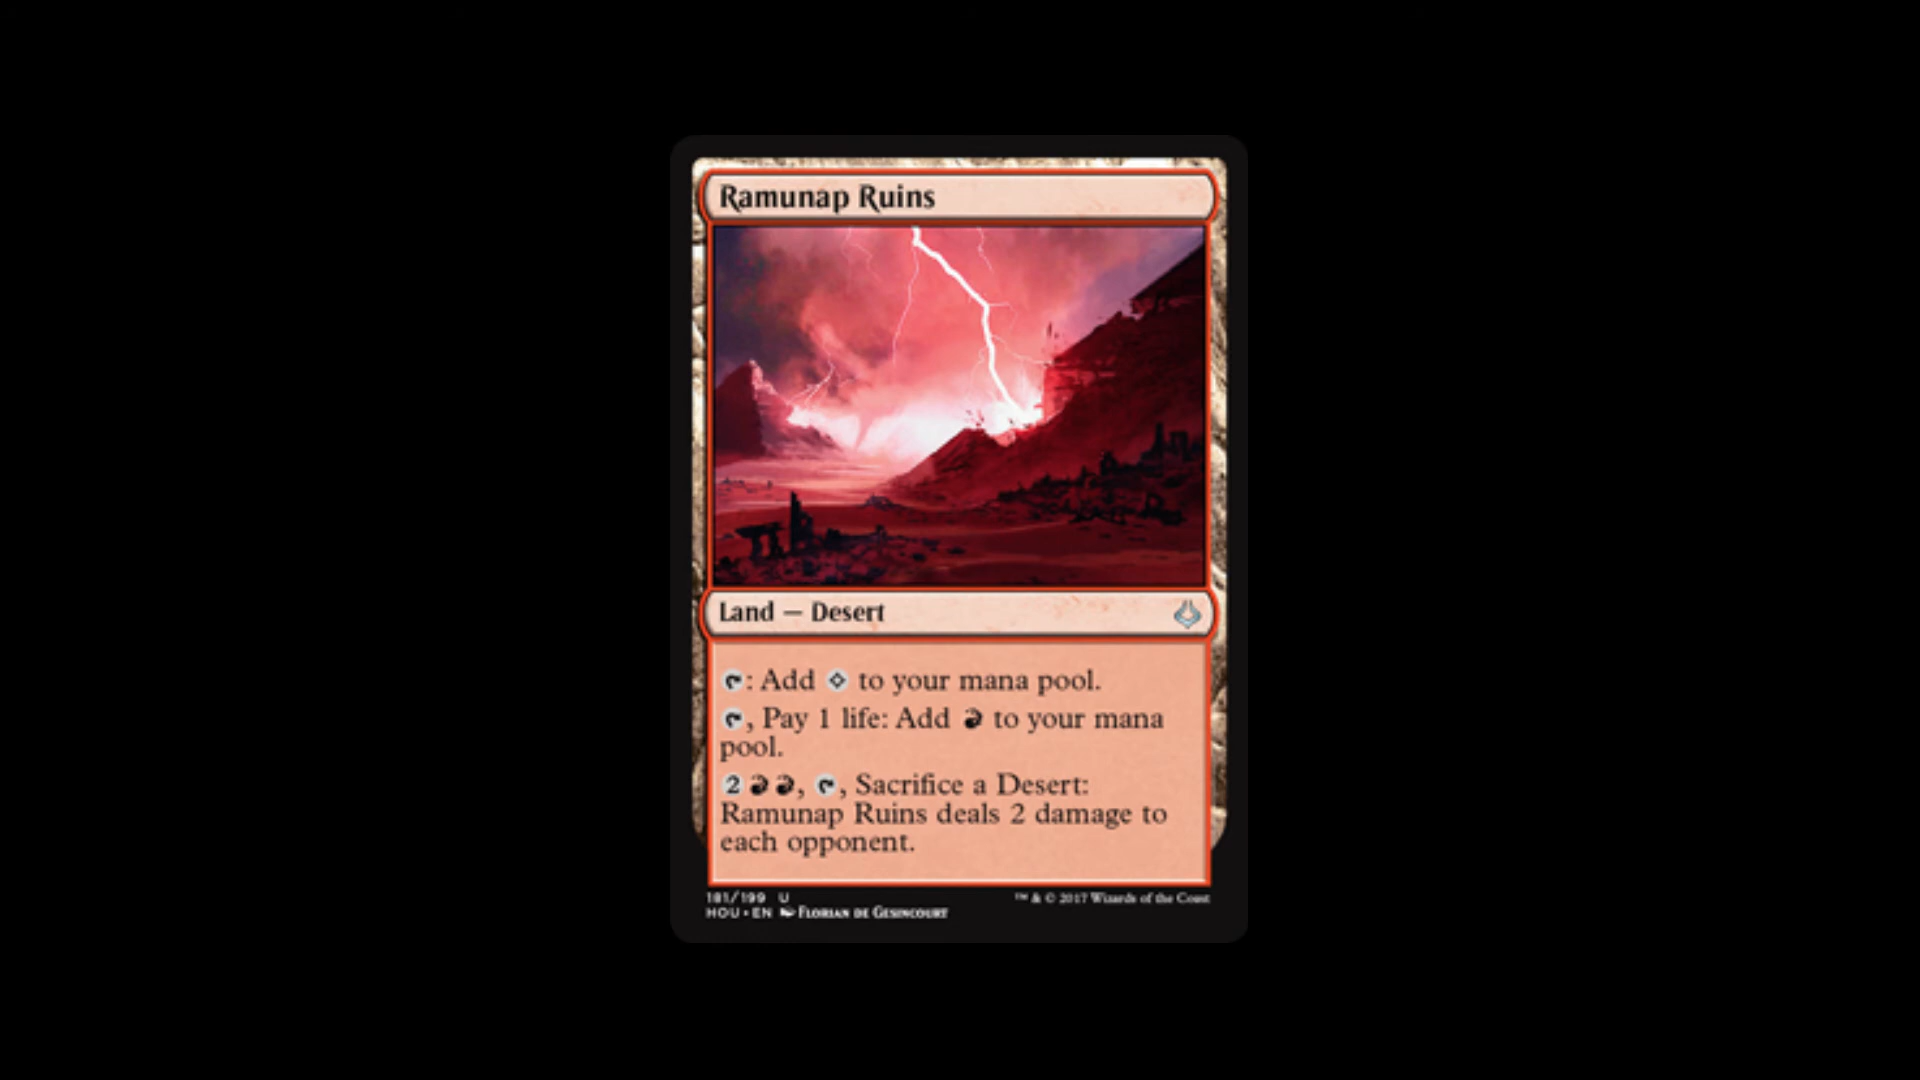 Ramunap Ruins
Land — Desert
: Add to your mana pool.
, Pay 1 life: Add to your mana
pool.
2, , Sacrifice a Desert:
Ramunap Ruins deals 2 damage to
each opponent.
181/199 U
™ & © 2017 Wizards of the Coast
HOU • EN Florian de Gesincourt